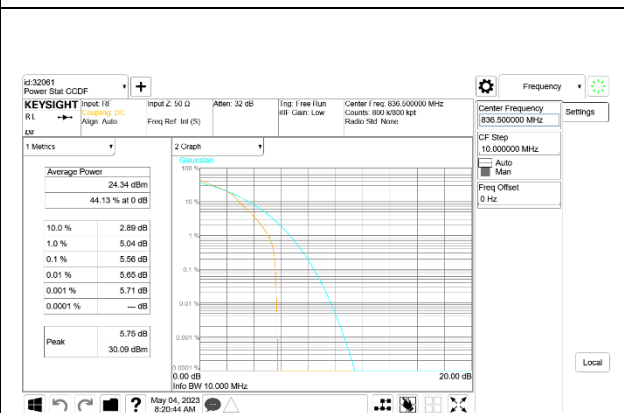 id:32061
Power Stat CCDF
Frequency
KEYSIGHT
R L
Input: RF
Coupling: DC
Align: Auto
Input Z: 50 Ω
Freq Ref: Int (S)
Atten: 32 dB
Trig: Free Run
#IF Gain: Low
Center Freq: 836.500000 MHz
Counts: 800 k/800 kpt
Radio Std: None
Center Frequency
836.500000 MHz
Settings
CF Step
10.000000 MHz
Auto
Man
Freq Offset
0 Hz
1 Metrics
2 Graph
Gaussian
Average Power
24.34 dBm
44.13 % at 0 dB
10.0 % 2.89 dB
1.0 % 5.04 dB
0.1 % 5.56 dB
0.01 % 5.65 dB
0.001 % 5.71 dB
0.0001 % --- dB
Peak 5.75 dB
30.09 dBm
100 %
10 %
1 %
0.1 %
0.01 %
0.001 %
0.0001 %
0.00 dB
20.00 dB
Info BW 10.000 MHz
Local
May 04, 2023
8:20:44 AM